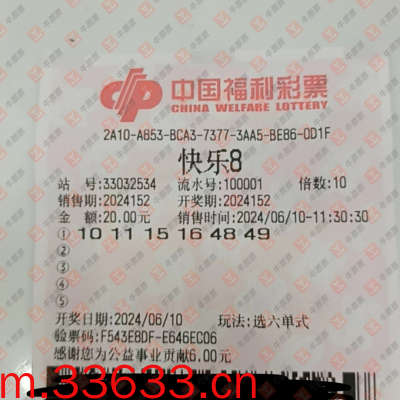 中国福利彩票
CHINA WELFARE LOTTERY
2A10-A853-BCA3-7377-3AA5-BE86-0D1F
快乐8
站 号:33032534 流水号:100001 倍数:10
销售期:2024152 开奖期:2024152
金 额:20.00元 销售时间:2024/06/10-11:30:30
① 10 11 15 16 48 49
②
③
④
⑤
开奖日期:2024/06/10 玩法:选六单式
验票码:F543E8DF-E646EC06
感谢您为公益事业贡献6.00元
m.33633.cn